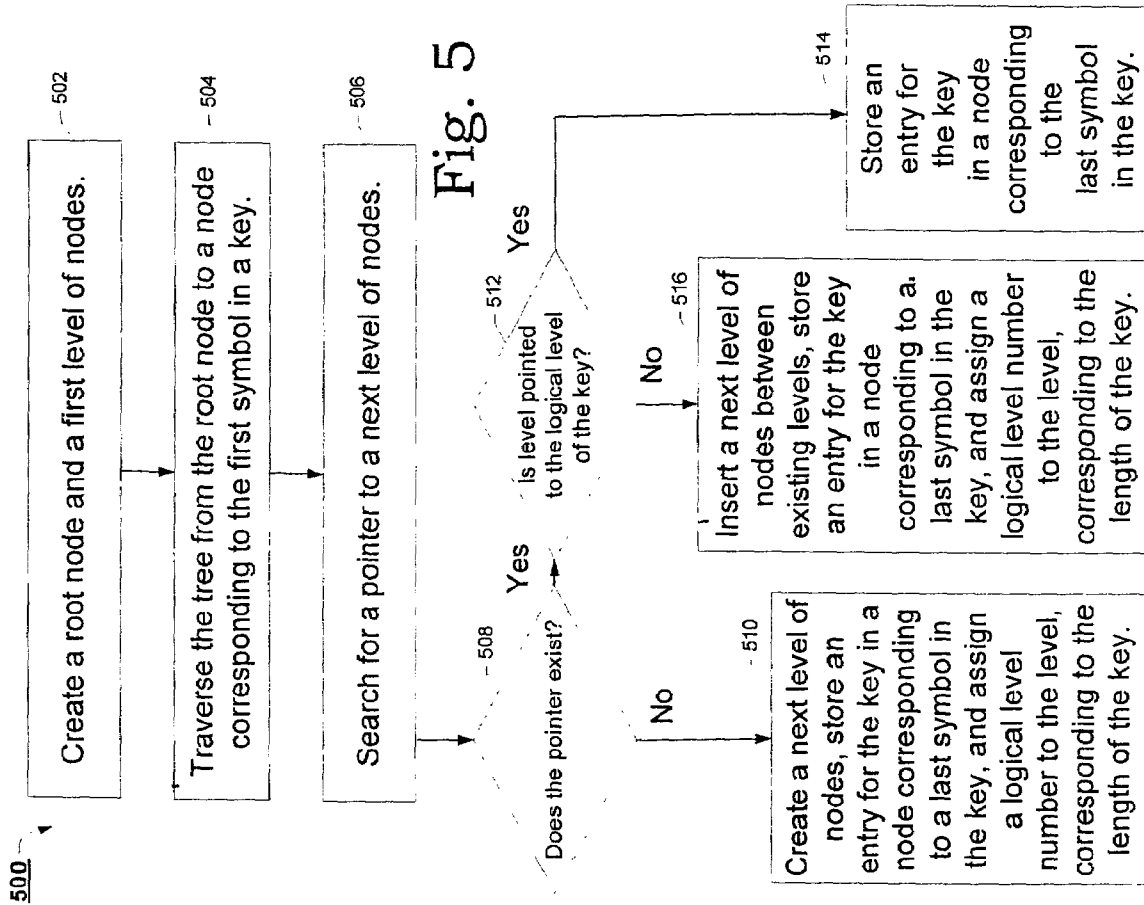 500
Create a root node and a first level of nodes.
502
Traverse the tree from the root node to a node
corresponding to the first symbol in a key.
504
Search for a pointer to a next level of nodes.
506
Fig. 5
Does the pointer exist?
508
Yes
No
Is level pointed
to the logical level
of the key?
512
Yes
No
Create a next level of
nodes, store an
entry for the key in a
node corresponding
to a last symbol in
the key, and assign
a logical level
number to the level,
corresponding to the
length of the key.
510
Insert a next level of
nodes between
existing levels, store
an entry for the key
in a node
corresponding to a.
last symbol in the
key, and assign a
logical level number
to the level,
corresponding to the
length of the key.
516
Store an
entry for
the key
in a node
corresponding
to the
last symbol
in the key.
514